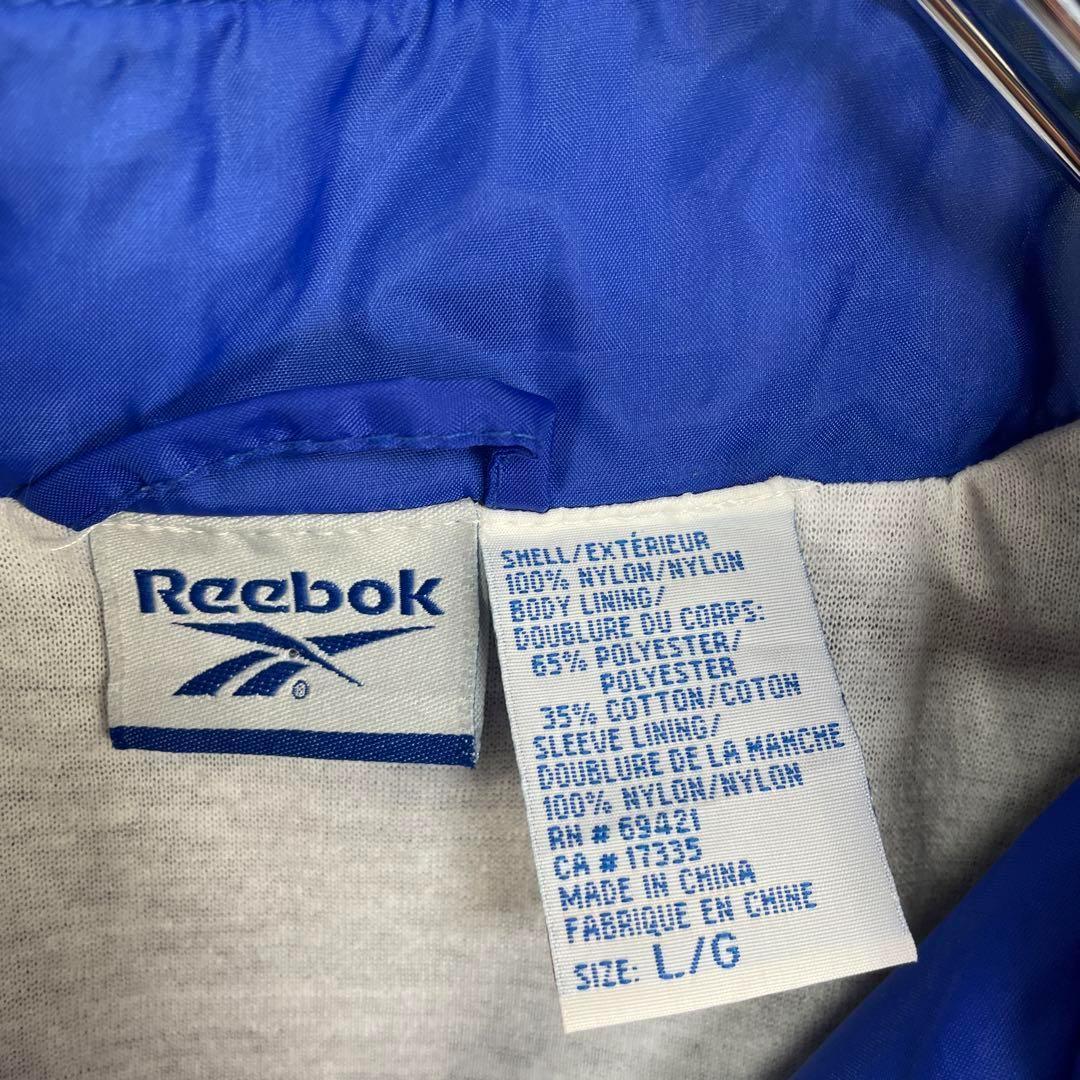 Reebok
®
SHELL/EXTÉRIEUR
100% NYLON/NYLON
BODY LINING/
DOUBLURE DU CORPS:
65% POLYESTER/
POLYESTER
35% COTTON/COTON
SLEEVE LINING/
DOUBLURE DE LA MANCHE
100% NYLON/NYLON
RN # 69421
CA # 17335
MADE IN CHINA
FABRIQUE EN CHINE
SIZE: L/G